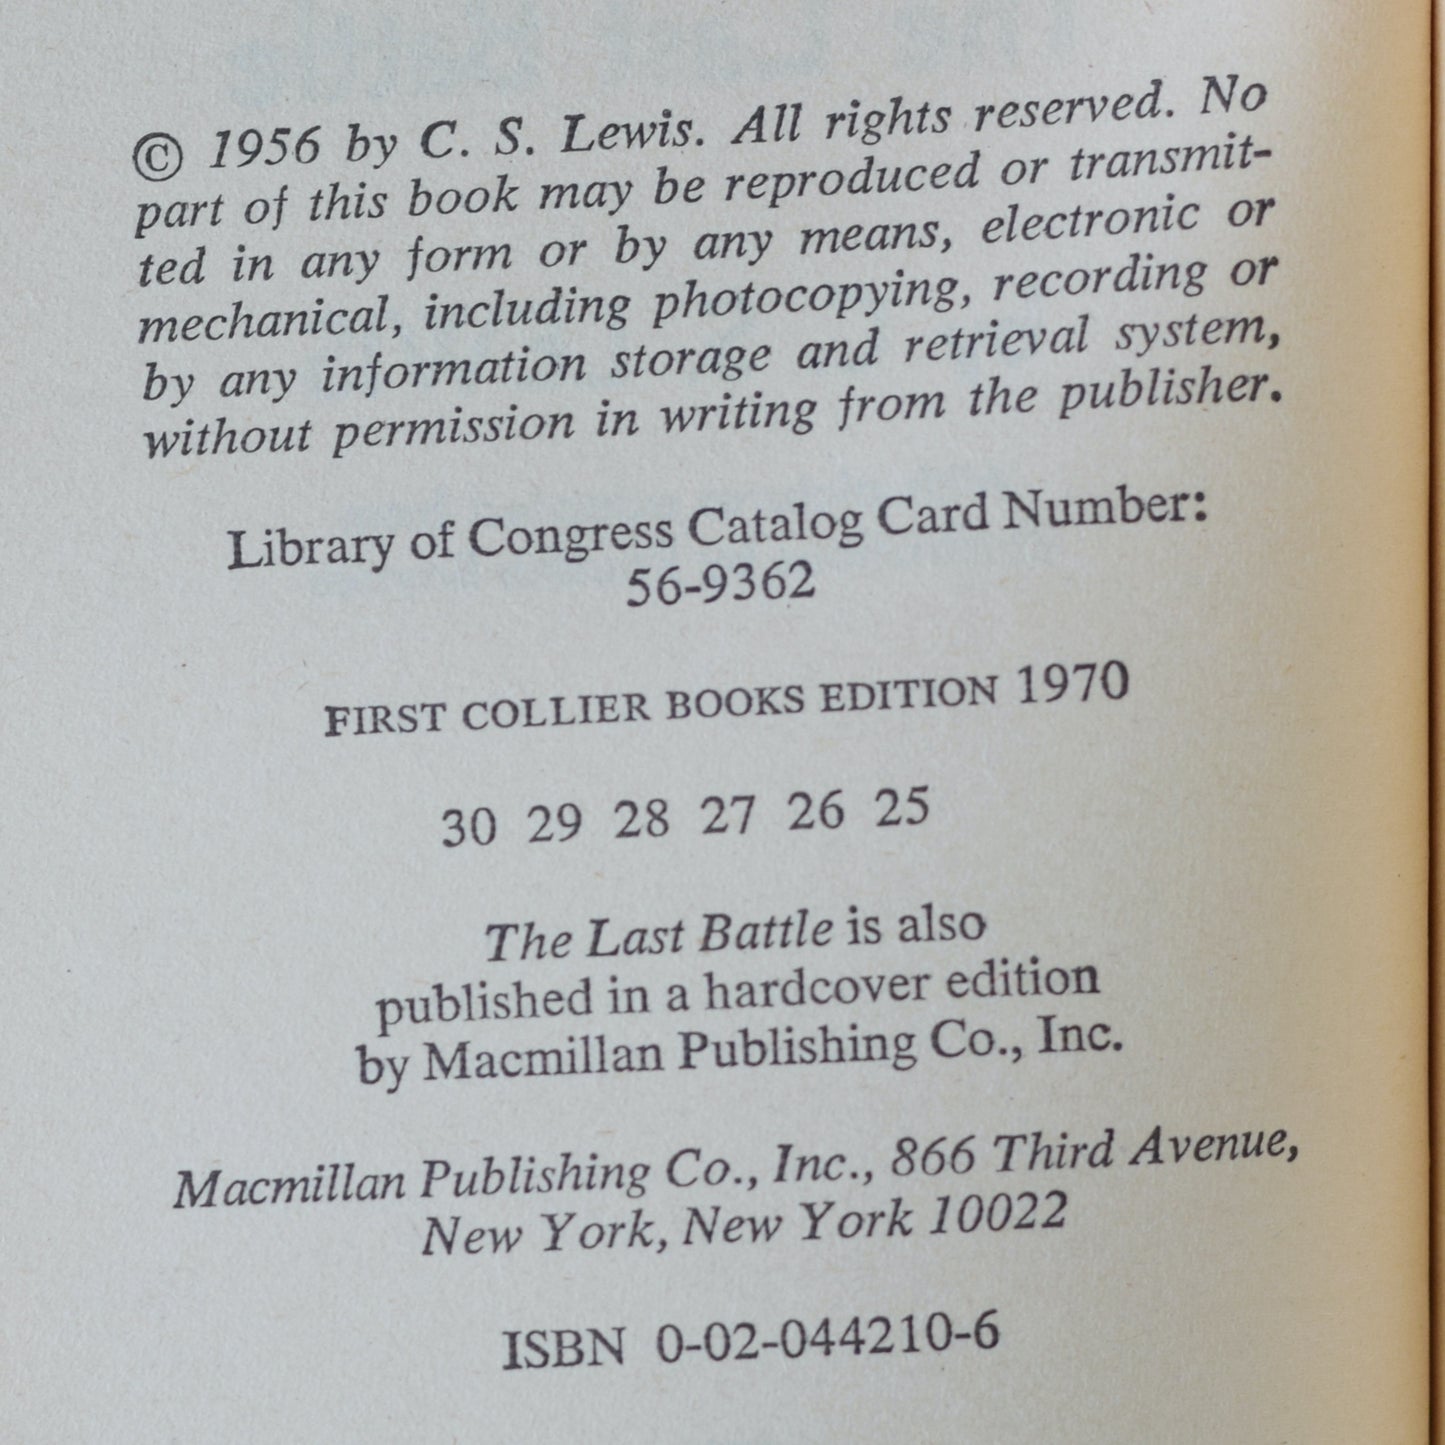 © 1956 by C. S. Lewis. All rights reserved. No
part of this book may be reproduced or transmit-
ted in any form or by any means, electronic or
mechanical, including photocopying, recording or
by any information storage and retrieval system,
without permission in writing from the publisher.
Library of Congress Catalog Card Number:
56-9362
FIRST COLLIER BOOKS EDITION 1970
30 29 28 27 26 25
The Last Battle is also
published in a hardcover edition
by Macmillan Publishing Co., Inc.
Macmillan Publishing Co., Inc., 866 Third Avenue,
New York, New York 10022
ISBN 0-02-044210-6